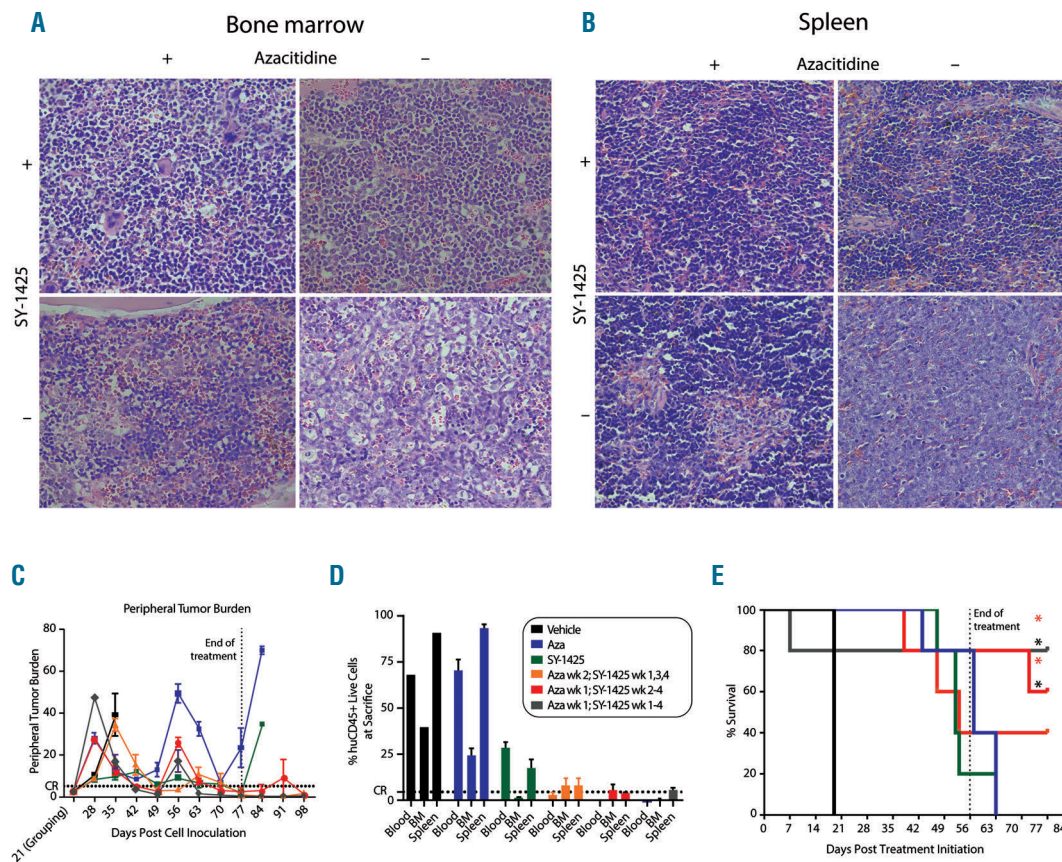 A
Bone marrow
+ Azacitidine –
SY-1425
+
–
B
Spleen
+ Azacitidine –
SY-1425
+
–
C
Peripheral Tumor Burden
Peripheral Tumor Burden
80
60
40
20
CR
0
End of
treatment
21 (Grouping) 28 35 42 49 56 63 70 77 84 91 98
Days Post Cell Inoculation
D
% huCD45+ Live Cells
at Sacrifice
100
75
50
25
CR
0
Vehicle
Aza
SY-1425
Aza wk 2; SY-1425 wk 1,3,4
Aza wk 1; SY-1425 wk 2-4
Aza wk 1; SY-1425 wk 1-4
Blood BM Spleen Blood BM Spleen Blood BM Spleen Blood BM Spleen Blood BM Spleen Blood BM Spleen
E
% Survival
100
80
60
40
20
0
End of
treatment
*
*
*
*
0 7 14 21 28 35 42 49 56 63 70 77 84
Days Post Treatment Initiation